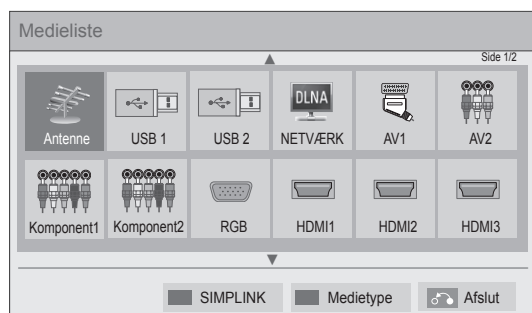 Medieliste
Side 1/2
DLNA
Antenne USB 1 USB 2 NETVÆRK AV1 AV2
Komponent1 Komponent2 RGB HDMI1 HDMI2 HDMI3
SIMPLINK Medietype Afslut